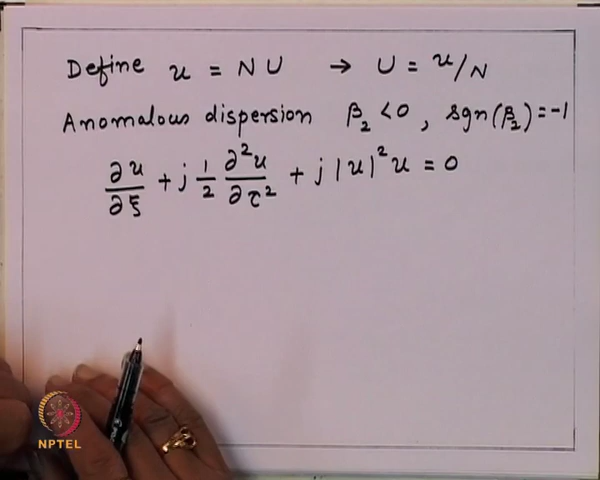 Define u = N U → U = u/N
Anomalous dispersion β₂ < 0 , sgn(β₂) = -1
∂u/∂ξ + j 1/2 ∂²u/∂τ² + j |u|² u = 0
NPTEL